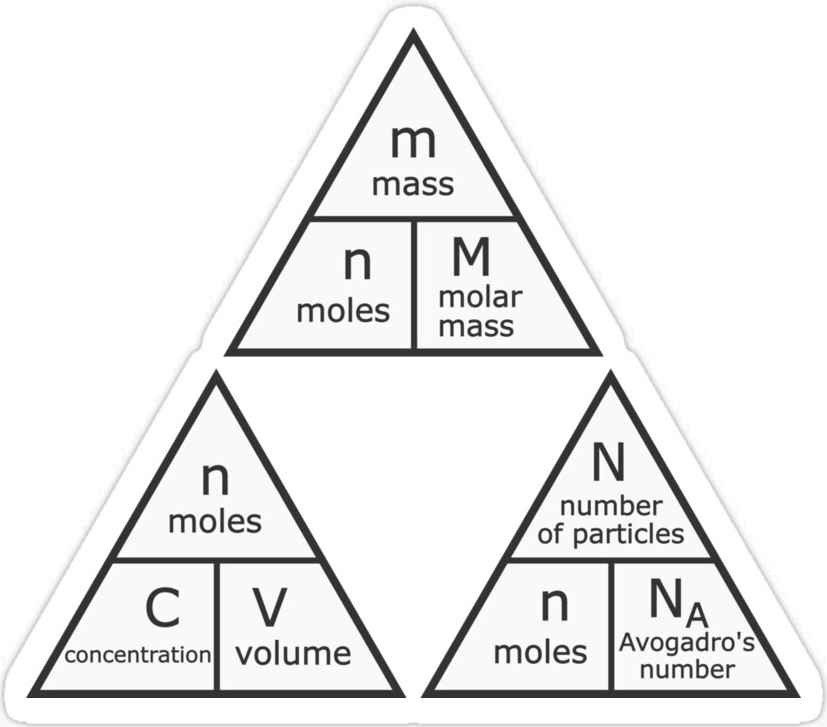 m
mass
n
moles
M
molar
mass
n
moles
C
concentration
V
volume
N
number
of particles
n
moles
N_A
Avogadro's
number